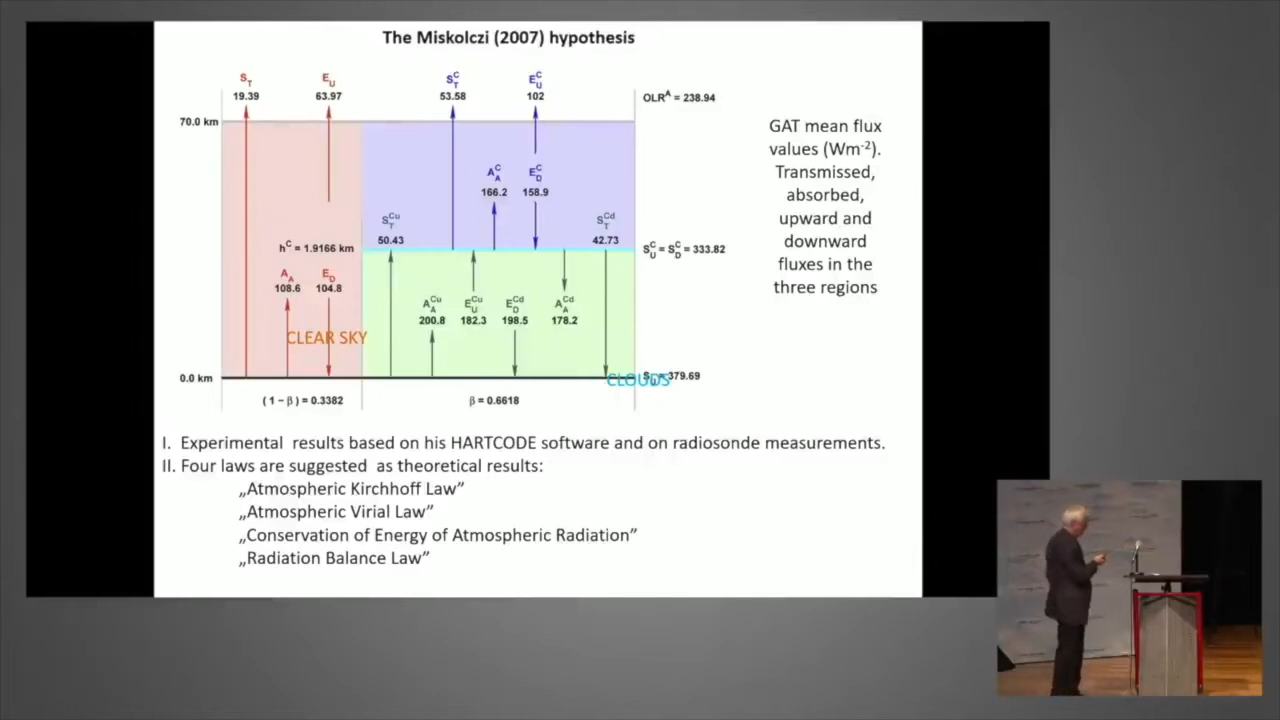 The Miskolczi (2007) hypothesis
S_T E_U S_T^C E_U^C
19.39 63.97 53.58 102 OLR^A = 238.94
70.0 km
GAT mean flux
values (Wm-2).
Transmissed,
absorbed,
upward and
downward
fluxes in the
three regions
A_A^C E_D^C
166.2 158.9
S_T^Cu S_T^Cd
50.43 42.73
h^C = 1.9166 km S_U^C = S_D^C = 333.82
A_A E_D
108.6 104.8
A_A^Cu E_U^Cu E_D^Cd A_A^Cd
200.8 182.3 198.5 178.2
CLEAR SKY
0.0 km CLOUDS S_U = 379.69
(1 − β) = 0.3382 β = 0.6618
I. Experimental results based on his HARTCODE software and on radiosonde measurements.
II. Four laws are suggested as theoretical results:
„Atmospheric Kirchhoff Law”
„Atmospheric Virial Law”
„Conservation of Energy of Atmospheric Radiation”
„Radiation Balance Law”